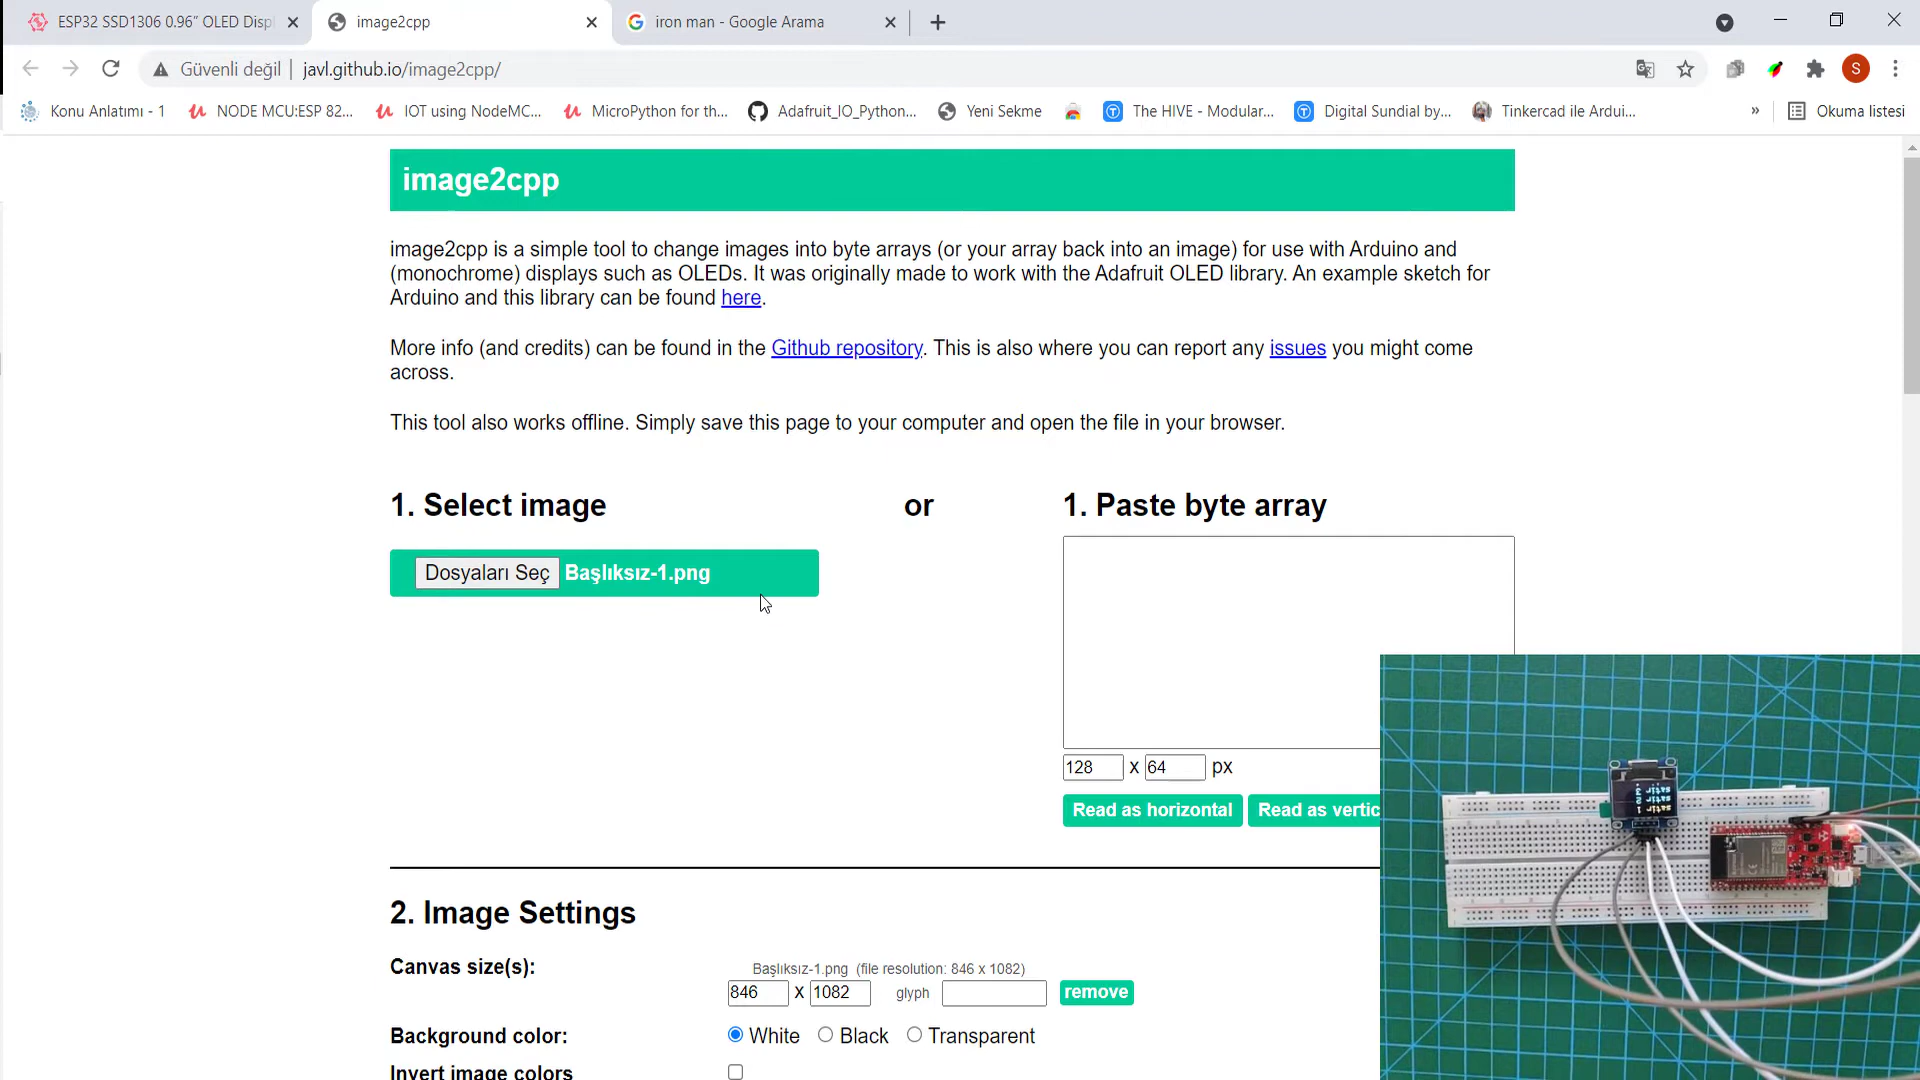 ESP32 SSD1306 0.96” OLED Disp
image2cpp
iron man - Google Arama
Güvenli değil
javl.github.io/image2cpp/
S
Konu Anlatımı - 1
NODE MCU:ESP 82...
IOT using NodeMC...
MicroPython for th...
Adafruit_IO_Python...
Yeni Sekme
The HIVE - Modular...
Digital Sundial by...
Tinkercad ile Ardui...
»
Okuma listesi
image2cpp
image2cpp is a simple tool to change images into byte arrays (or your array back into an image) for use with Arduino and
(monochrome) displays such as OLEDs. It was originally made to work with the Adafruit OLED library. An example sketch for
Arduino and this library can be found here.
More info (and credits) can be found in the Github repository. This is also where you can report any issues you might come
across.
This tool also works offline. Simply save this page to your computer and open the file in your browser.
1. Select image
or
1. Paste byte array
Dosyaları Seç Başlıksız-1.png
128 x 64 px
Read as horizontal
Read as vertic
2. Image Settings
Canvas size(s):
Başlıksız-1.png (file resolution: 846 x 1082)
846 x 1082 glyph
remove
Background color:
White Black Transparent
Invert image colors